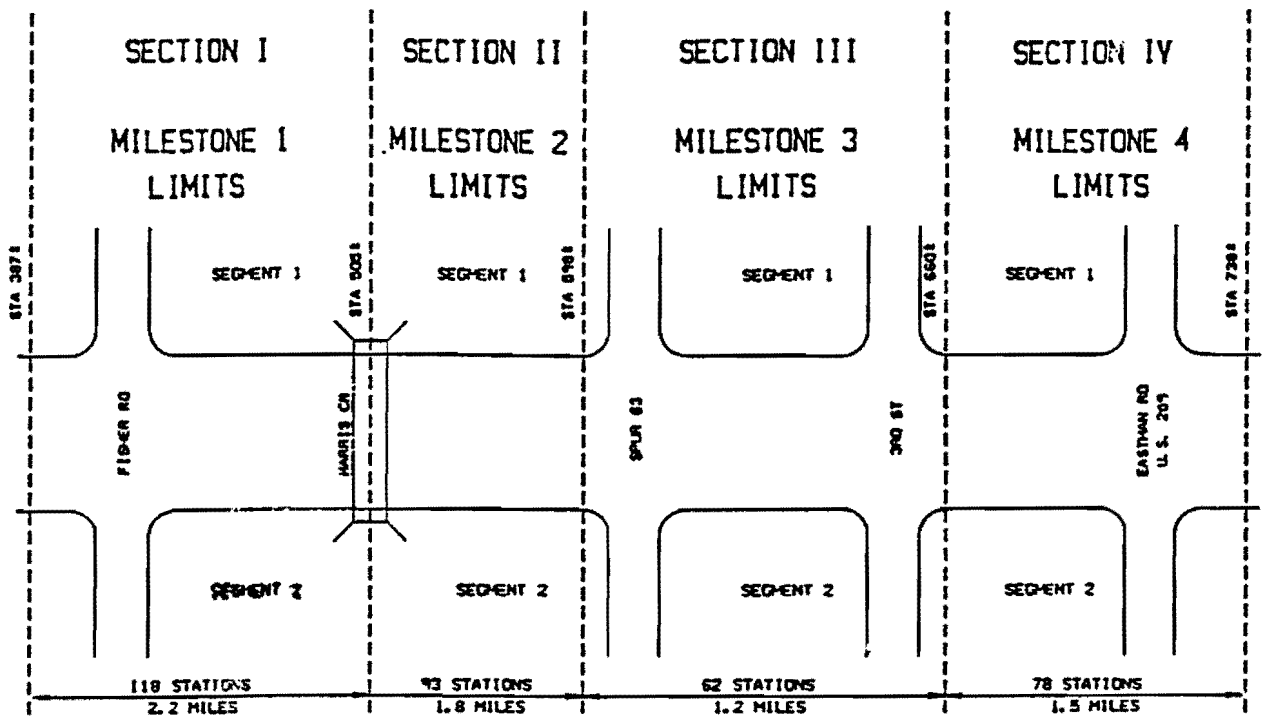 SECTION I
SECTION II
SECTION III
SECTION IV
MILESTONE 1
LIMITS
MILESTONE 2
LIMITS
MILESTONE 3
LIMITS
MILESTONE 4
LIMITS
STA 387±
SEGMENT 1
STA 505±
SEGMENT 1
STA 598±
SEGMENT 1
STA 660±
SEGMENT 1
STA 738±
FISHER RD
HARRIS CR
SPUR 63
3RD ST
EASTMAN RD
U.S. 259
SEGMENT 2
SEGMENT 2
SEGMENT 2
SEGMENT 2
118 STATIONS
2.2 MILES
93 STATIONS
1.8 MILES
62 STATIONS
1.2 MILES
78 STATIONS
1.5 MILES